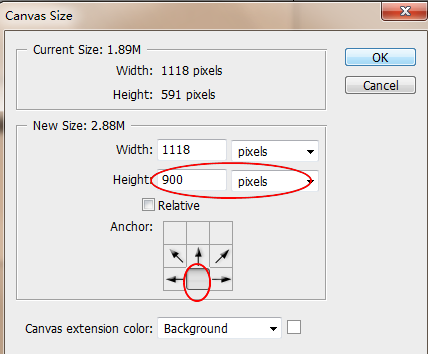 Canvas Size
Current Size: 1.89M
Width: 1118 pixels
Height: 591 pixels
OK
Cancel
New Size: 2.88M
Width: 1118 pixels
Height: 900 pixels
Relative
Anchor:
Canvas extension color: Background